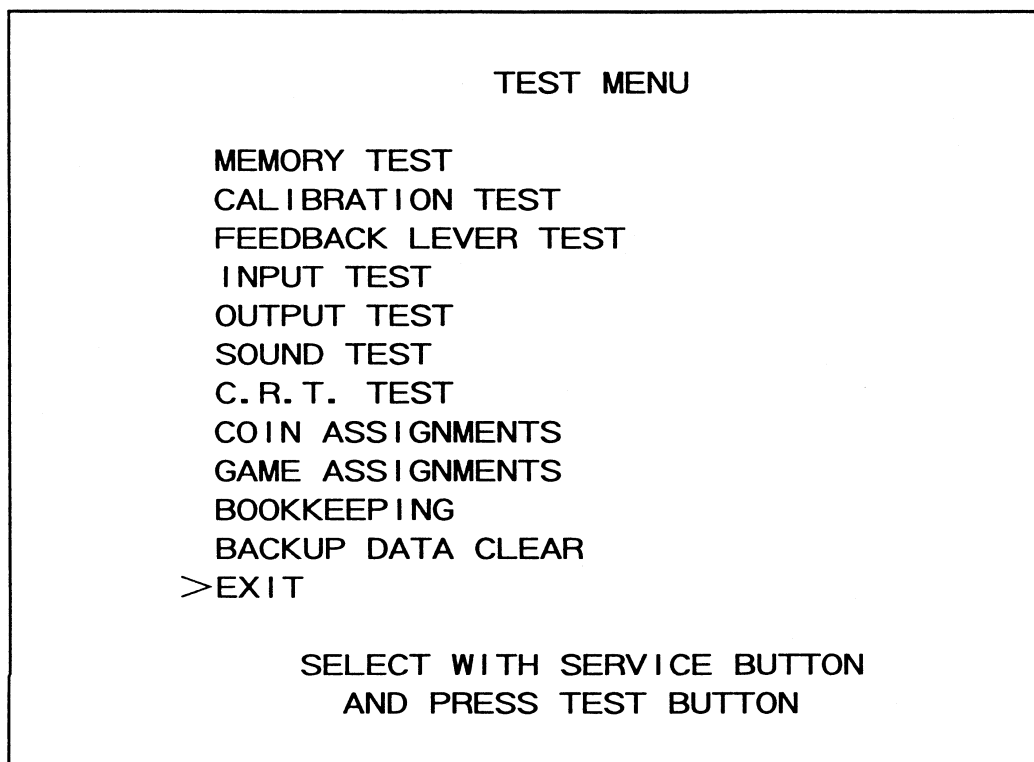 TEST MENU
MEMORY TEST
CALIBRATION TEST
FEEDBACK LEVER TEST
INPUT TEST
OUTPUT TEST
SOUND TEST
C.R.T. TEST
COIN ASSIGNMENTS
GAME ASSIGNMENTS
BOOKKEEPING
BACKUP DATA CLEAR
>EXIT
SELECT WITH SERVICE BUTTON
AND PRESS TEST BUTTON